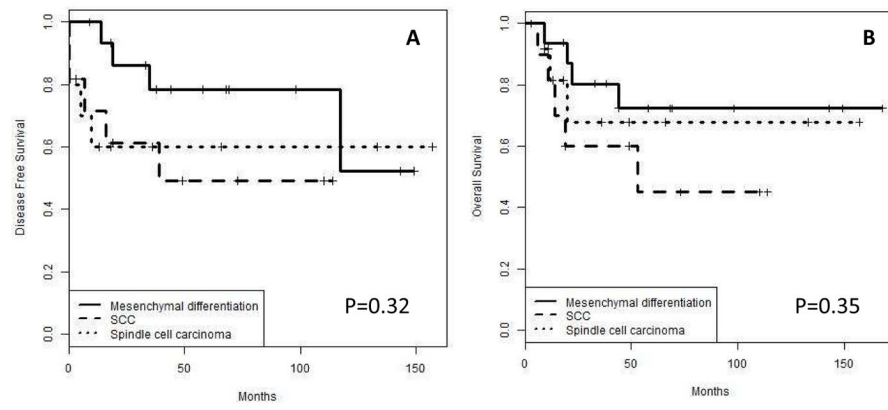 A
1.0
0.8
0.6
0.4
0.2
0.0
Disease Free Survival
Mesenchymal differentiation
SCC
Spindle cell carcinoma
P=0.32
0
50
100
150
Months
B
1.0
0.8
0.6
0.4
0.2
0.0
Overall Survival
Mesenchymal differentiation
SCC
Spindle cell carcinoma
P=0.35
0
50
100
150
Months